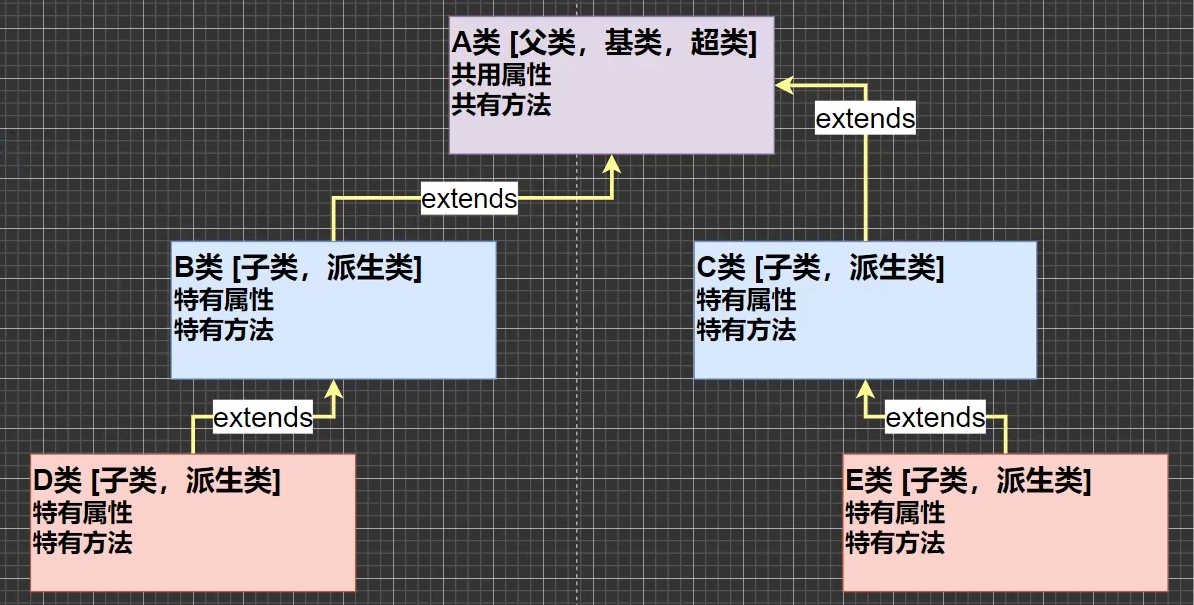 A类 [父类，基类，超类]
共用属性
共有方法
extends
extends
B类 [子类，派生类]
特有属性
特有方法
C类 [子类，派生类]
特有属性
特有方法
extends
extends
D类 [子类，派生类]
特有属性
特有方法
E类 [子类，派生类]
特有属性
特有方法